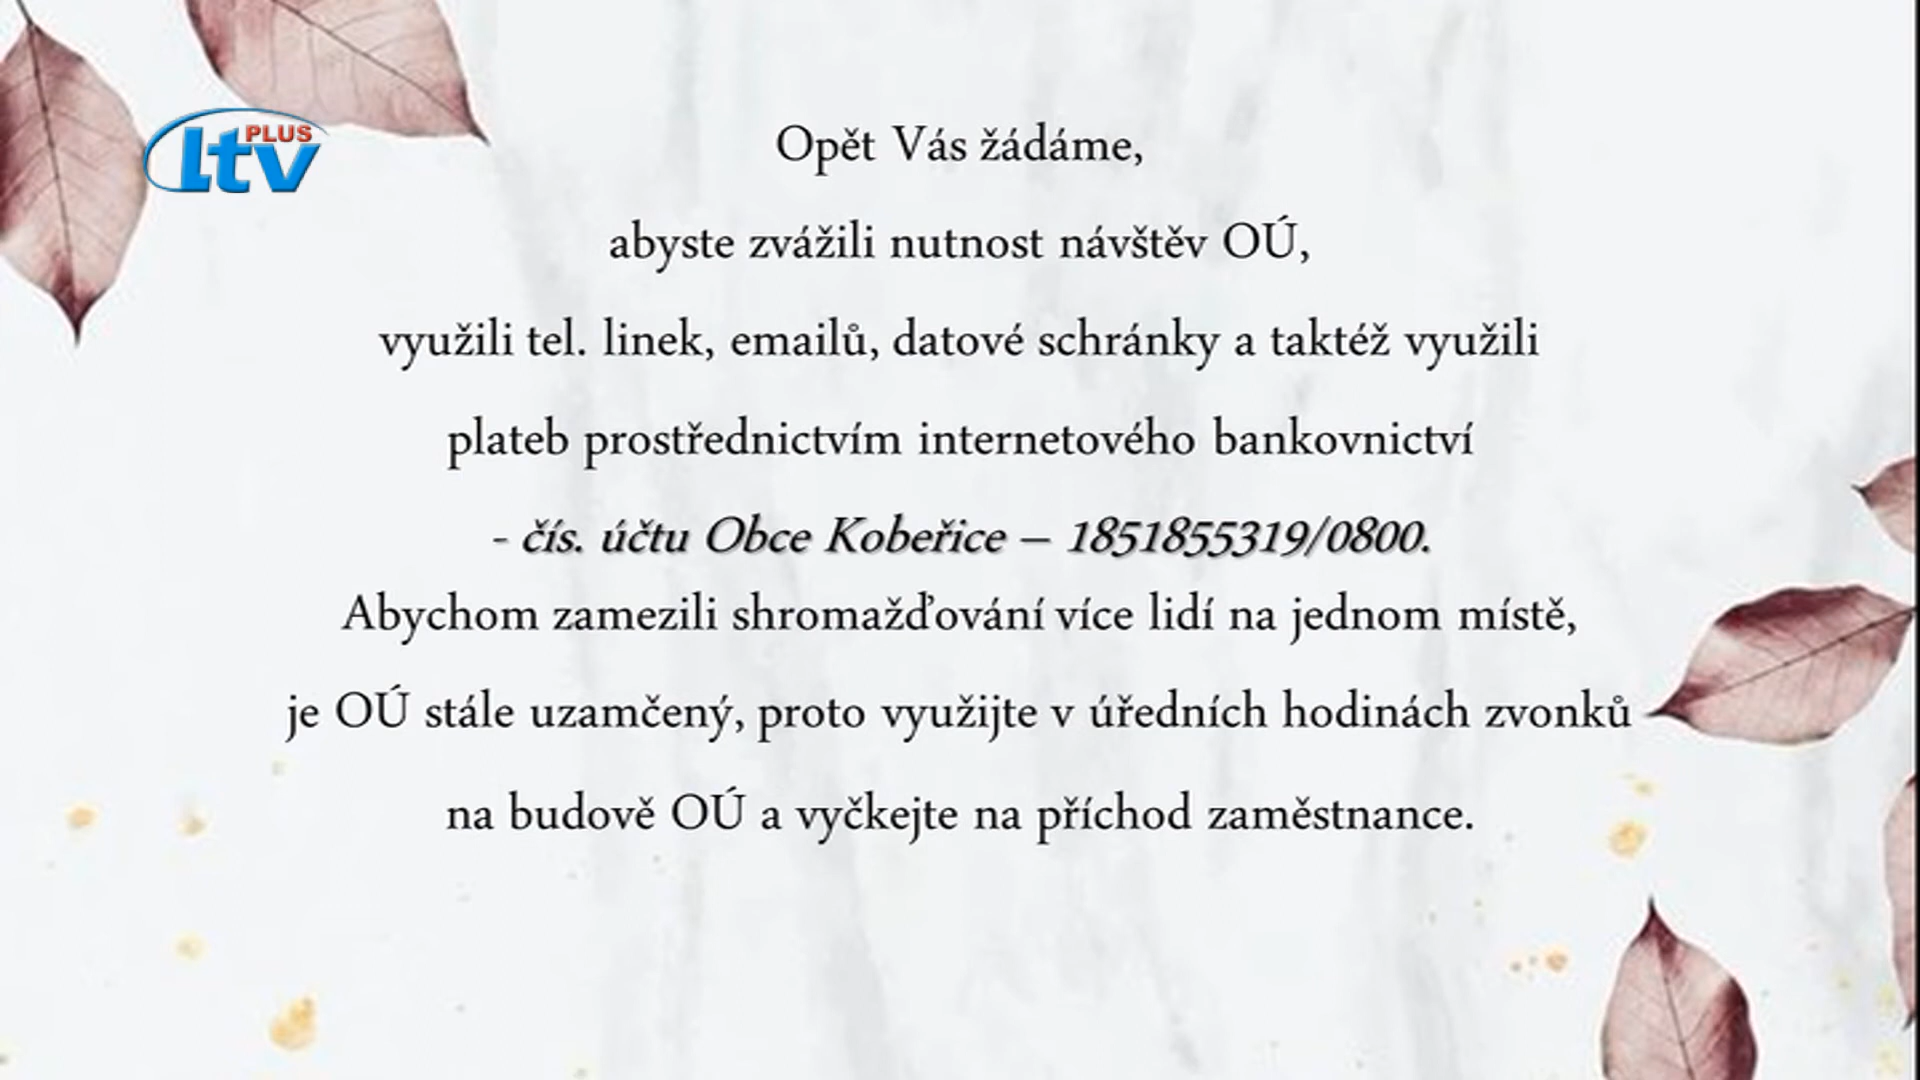 LTV PLUS
Opět Vás žádáme,
abyste zvážili nutnost návštěv OÚ,
využili tel. linek, emailů, datové schránky a taktéž využili
plateb prostřednictvím internetového bankovnictví
- čís. účtu Obce Kobeřice – 1851855319/0800.
Abychom zamezili shromažďování více lidí na jednom místě,
je OÚ stále uzamčený, proto využijte v úředních hodinách zvonků
na budově OÚ a vyčkejte na příchod zaměstnance.